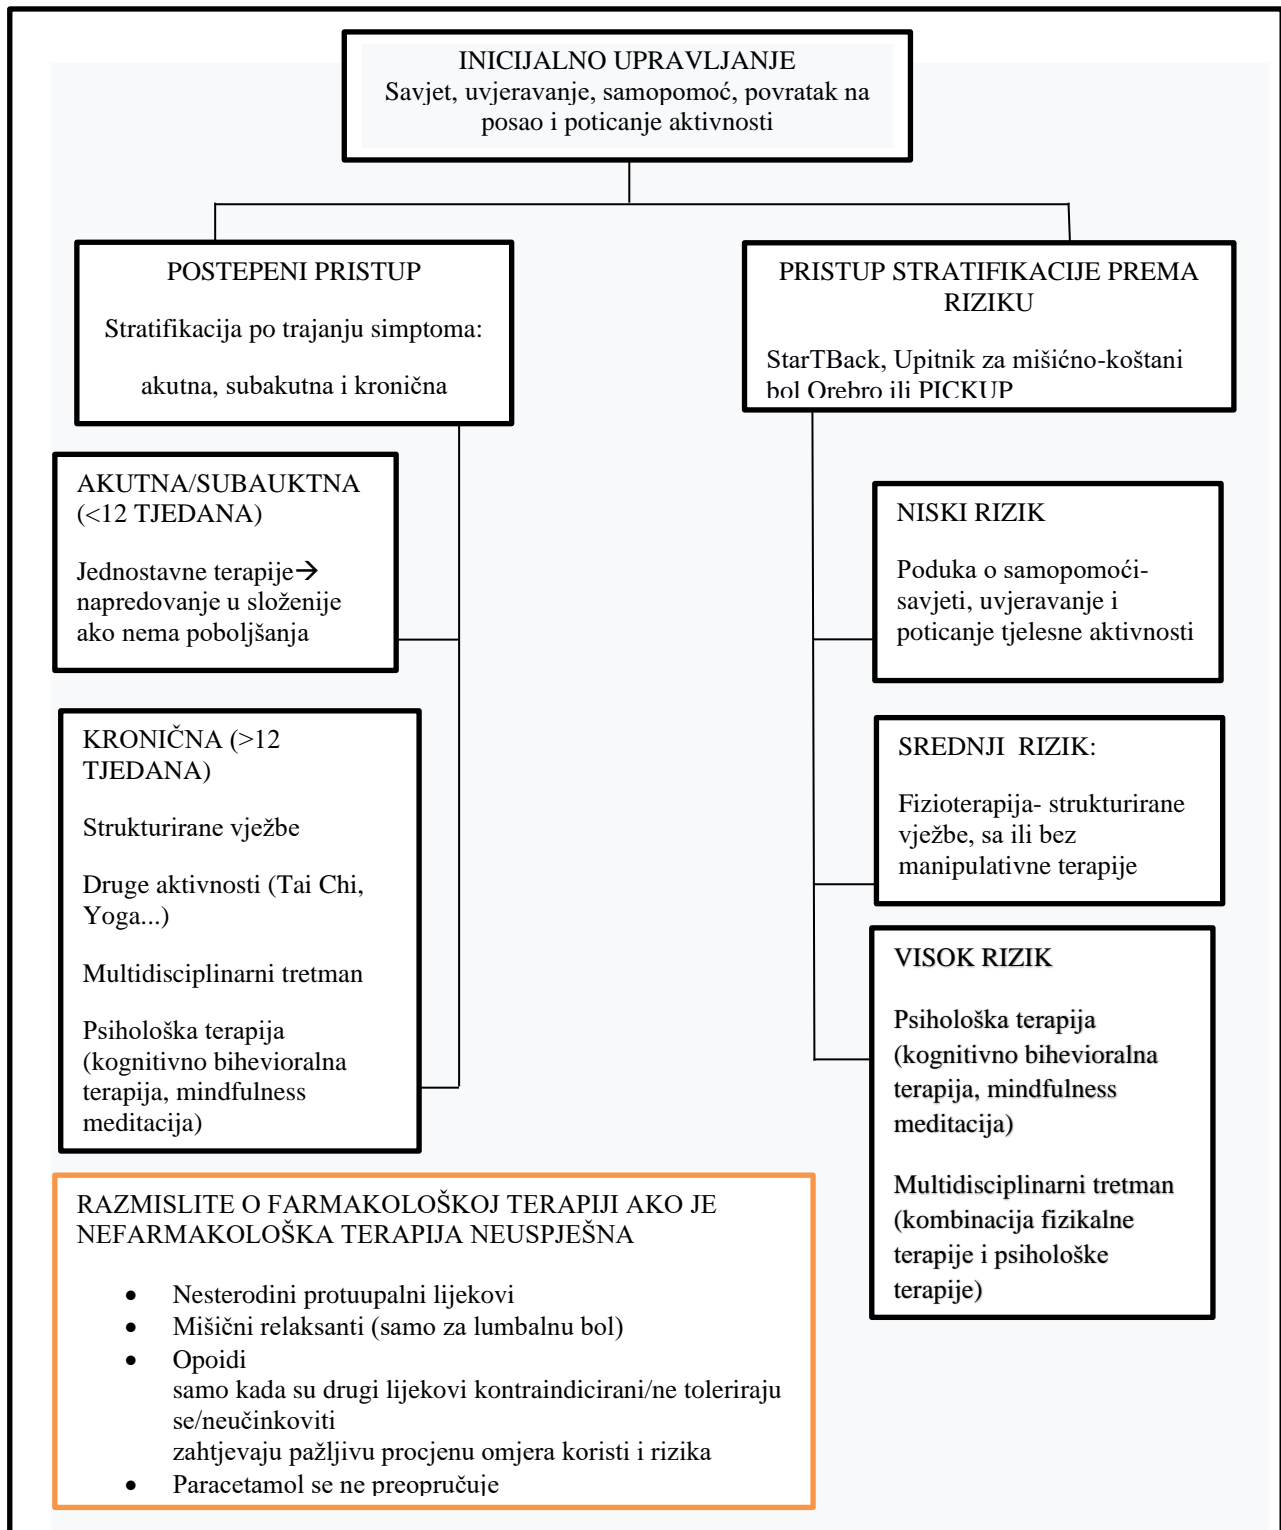 INICIJALNO UPRAVLJANJE
Savjet, uvjeravanje, samopomoć, povratak na
posao i poticanje aktivnosti
POSTEPENI PRISTUP
Stratifikacija po trajanju simptoma:
akutna, subakutna i kronična
PRISTUP STRATIFIKACIJE PREMA
RIZIKU
StarTBack, Upitnik za mišićno-koštani
bol Orebro ili PICKUP
AKUTNA/SUBAUKTNA
(<12 TJEDANA)
Jednostavne terapije→
napredovanje u složenije
ako nema poboljšanja
KRONIČNA (>12
TJEDANA)
Strukturirane vježbe
Druge aktivnosti (Tai Chi,
Yoga...)
Multidisciplinarni tretman
Psihološka terapija
(kognitivno bihevioralna
terapija, mindfulness
meditacija)
NISKI RIZIK
Poduka o samopomoći-
savjeti, uvjeravanje i
poticanje tjelesne aktivnosti
SREDNJI RIZIK:
Fizioterapija- strukturirane
vježbe, sa ili bez
manipulativne terapije
VISOK RIZIK
Psihološka terapija
(kognitivno bihevioralna
terapija, mindfulness
meditacija)
Multidisciplinarni tretman
(kombinacija fizikalne
terapije i psihološke
terapije)
RAZMISLITE O FARMAKOLOŠKOJ TERAPIJI AKO JE
NEFARMAKOLOŠKA TERAPIJA NEUSPJEŠNA
• Nesterodini protuupalni lijekovi
• Mišični relaksanti (samo za lumbalnu bol)
• Opoidi
samo kada su drugi lijekovi kontraindicirani/ne toleriraju
se/neučinkoviti
zahtjevaju pažljivu procjenu omjera koristi i rizika
• Paracetamol se ne preopručuje